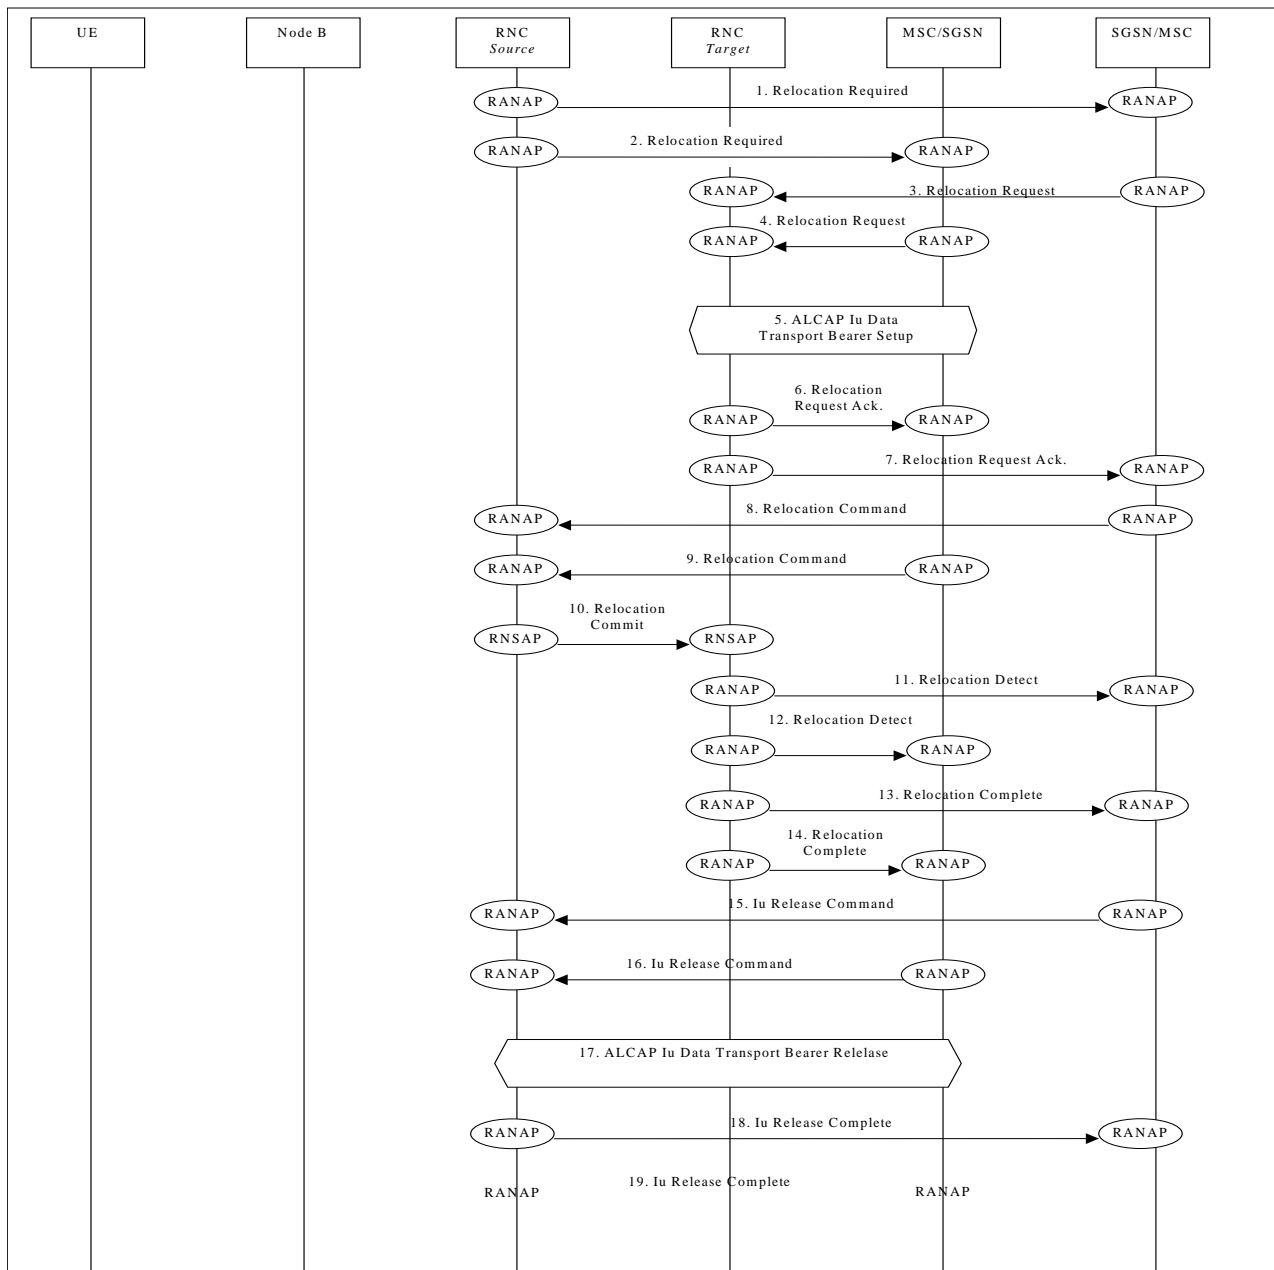 UE
Node B
RNC
Source
RNC
Target
MSC/SGSN
SGSN/MSC
RANAP
1. Relocation Required
RANAP
RANAP
2. Relocation Required
RANAP
RANAP
3. Relocation Request
RANAP
RANAP
4. Relocation Request
RANAP
5. ALCAP Iu Data
Transport Bearer Setup
6. Relocation
Request Ack.
RANAP
RANAP
RANAP
7. Relocation Request Ack.
RANAP
RANAP
8. Relocation Command
RANAP
RANAP
9. Relocation Command
RANAP
10. Relocation
Commit
RNSAP
RNSAP
RANAP
11. Relocation Detect
RANAP
12. Relocation Detect
RANAP
RANAP
RANAP
13. Relocation Complete
RANAP
14. Relocation
Complete
RANAP
RANAP
RANAP
15. Iu Release Command
RANAP
RANAP
16. Iu Release Command
RANAP
17. ALCAP Iu Data Transport Bearer Relelase
RANAP
18. Iu Release Complete
RANAP
RANAP
19. Iu Release Complete
RANAP